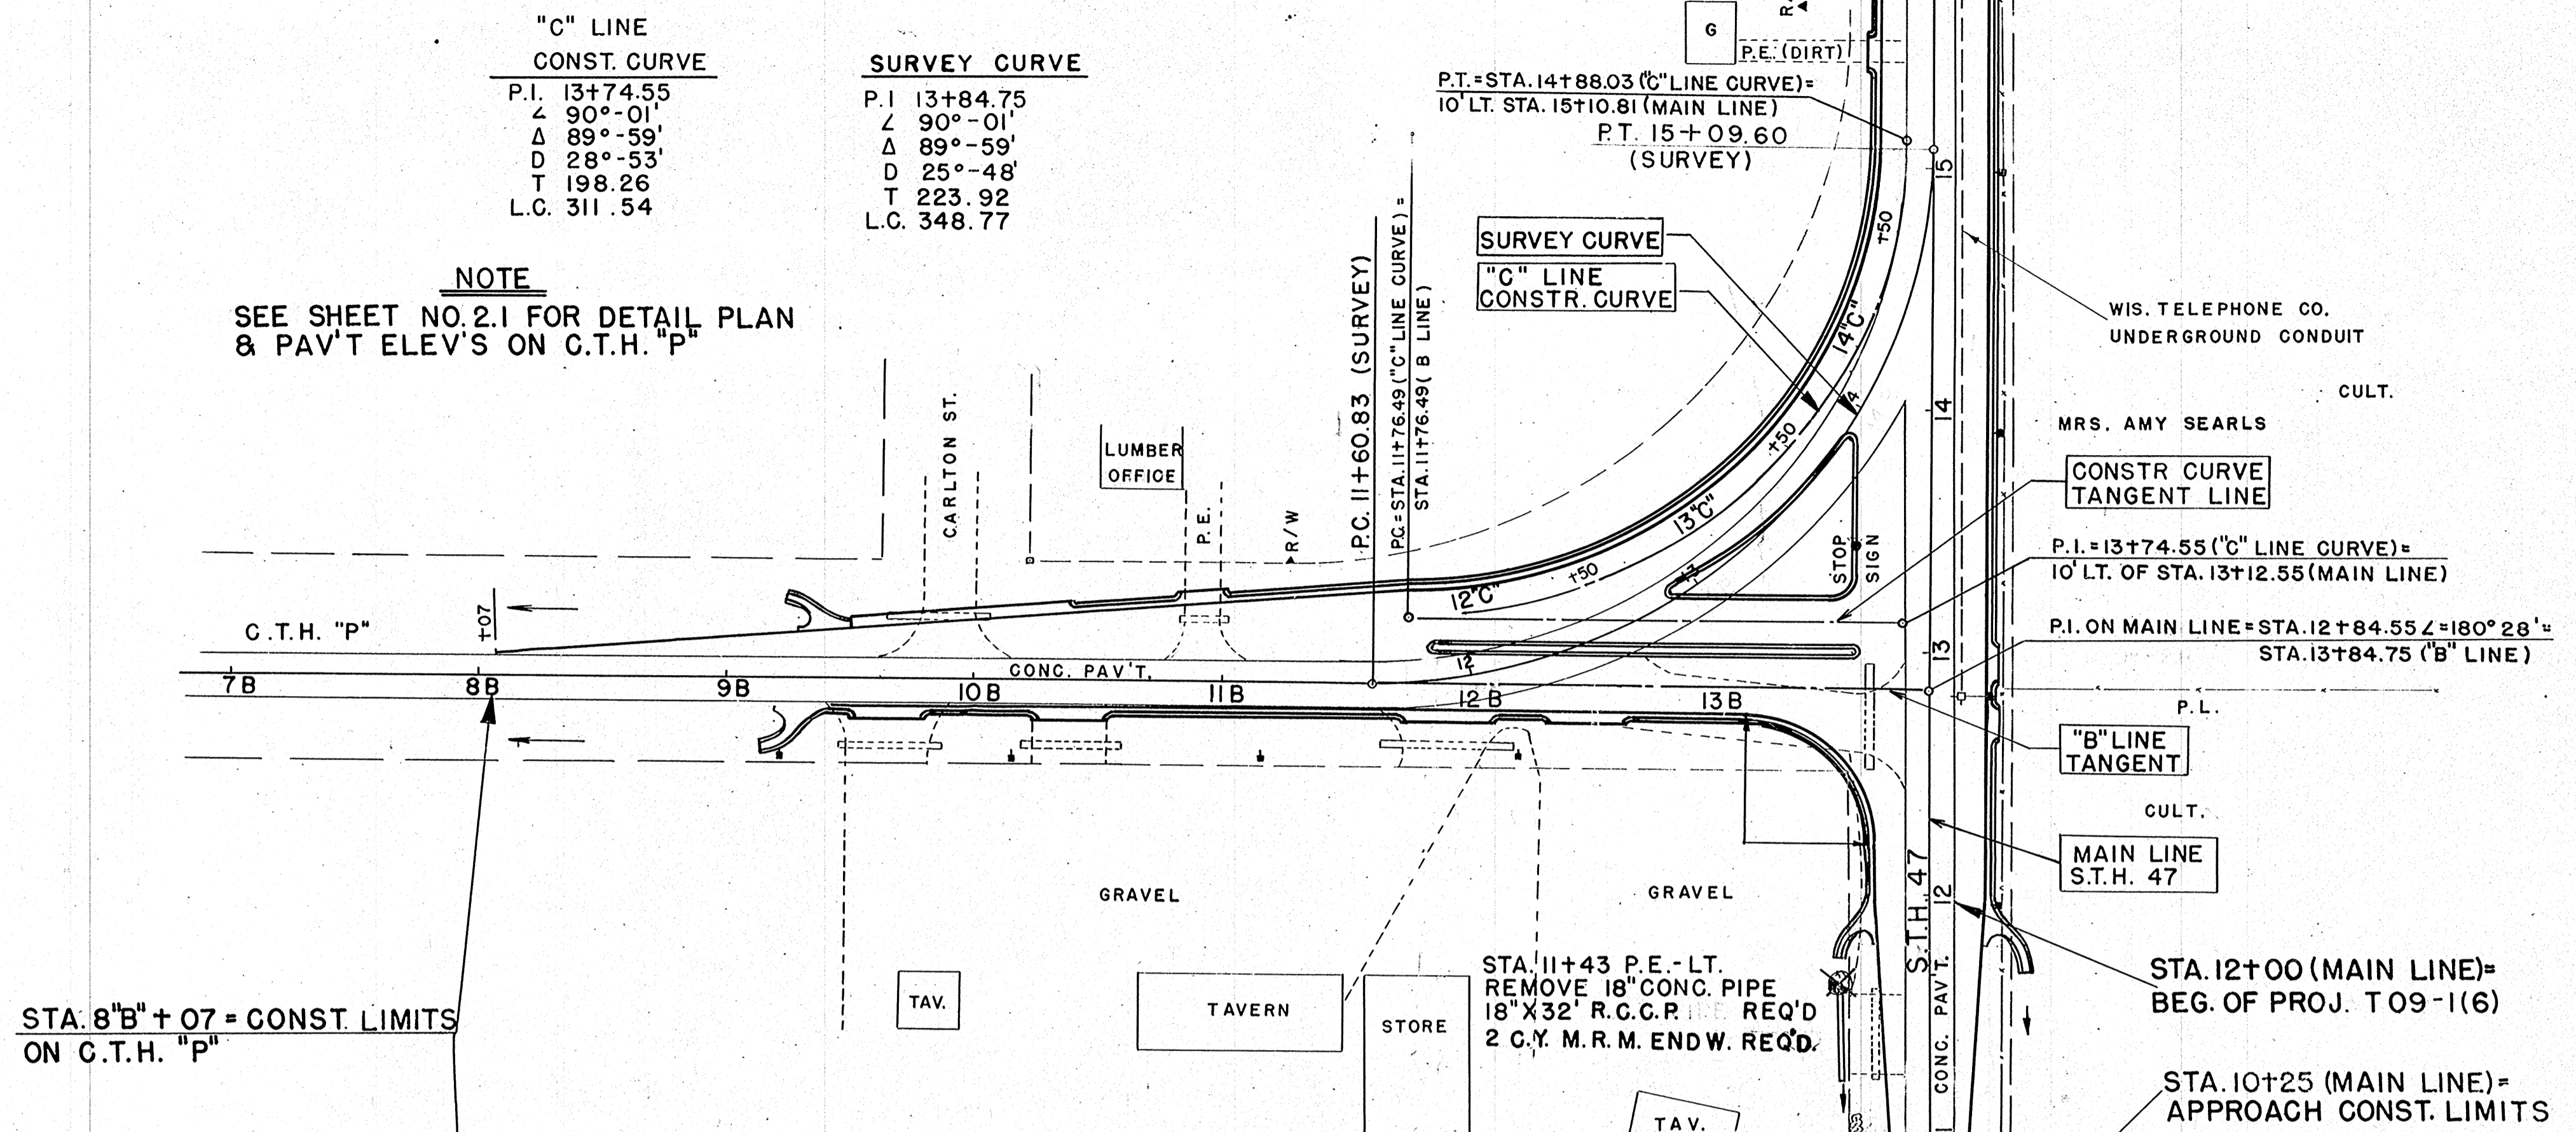 "C" LINE
CONST. CURVE
P.I. 13+74.55
∠ 90°-01'
Δ 89°-59'
D 28°-53'
T 198.26
L.C. 311.54
SURVEY CURVE
P.I 13+84.75
∠ 90°-01'
Δ 89°-59'
D 25°-48'
T 223.92
L.C. 348.77
NOTE
SEE SHEET NO. 2.1 FOR DETAIL PLAN
& PAV'T ELEV'S ON C.T.H. "P"
G
P.E. (DIRT)
P.T. = STA. 14+88.03 ("C" LINE CURVE) =
10' LT. STA. 15+10.81 (MAIN LINE)
P.T. 15+09.60
(SURVEY)
SURVEY CURVE
"C" LINE
CONSTR. CURVE
P.C. 11+60.83 (SURVEY)
P.C. = STA. 11+76.49 ("C" LINE CURVE) =
STA. 11+76.49 ( B LINE )
15
+50
14 "C"
14
+50
13 "C"
+50
12 "C"
+3
12
14
13
WIS. TELEPHONE CO.
UNDERGROUND CONDUIT
CULT.
MRS. AMY SEARLS
CONSTR CURVE
TANGENT LINE
P.I. = 13+74.55 ("C" LINE CURVE) =
10' LT. OF STA. 13+12.55 (MAIN LINE)
P.I. ON MAIN LINE = STA. 12+84.55 ∠ = 180° 28' =
STA. 13+84.75 ("B" LINE)
P.L.
"B" LINE
TANGENT
CULT.
MAIN LINE
S.T.H. 47
STOP
SIGN
CARLTON ST.
LUMBER
OFFICE
P.E.
R/W
+07
C.T.H. "P"
CONC. PAV'T.
7B
8B
9B
10B
11B
12B
13B
GRAVEL
GRAVEL
S.T.H. 47
12
CONC. PAV'T.
TAV.
TAVERN
STORE
TAV.
STA. 11+43 P.E.-LT.
REMOVE 18" CONC. PIPE
18" X 32' R.C.C.P. REQ'D
2 C.Y. M.R.M. ENDW. REQ'D.
STA. 8"B" + 07 = CONST. LIMITS
ON C.T.H. "P"
STA. 12+00 (MAIN LINE) =
BEG. OF PROJ. T 09-1(6)
STA. 10+25 (MAIN LINE) =
APPROACH CONST. LIMITS